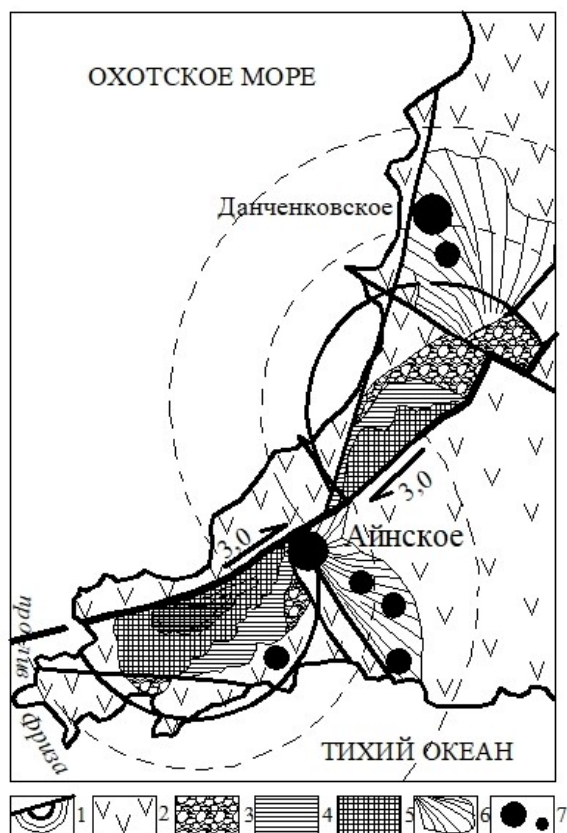 ОХОТСКОЕ МОРЕ
Данченковское
3,0
3,0
Айнское
пролив
Фриза
ТИХИЙ ОКЕАН
1 2 3 4 5 6 7